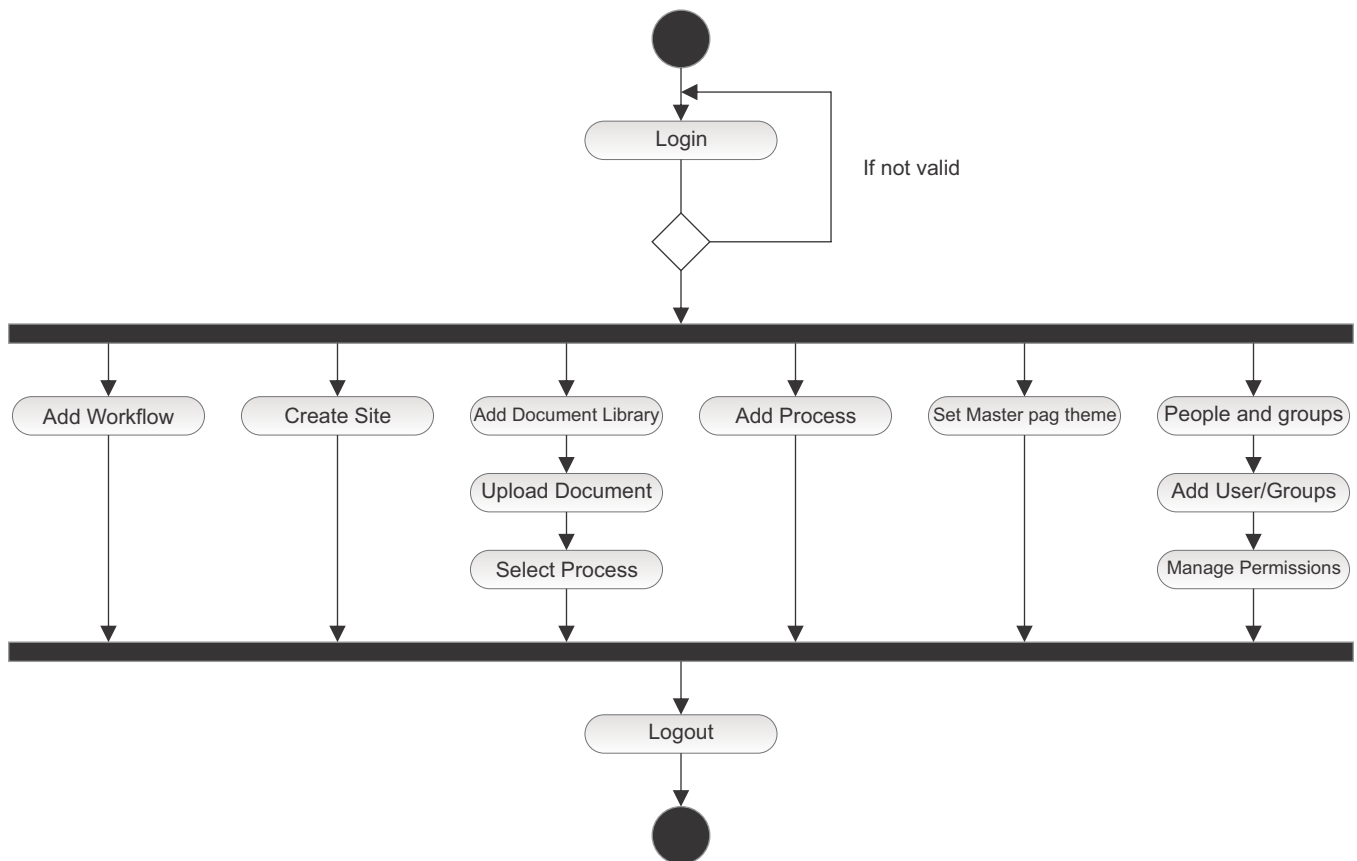 Login
If not valid
Add Workflow
Create Site
Add Document Library
Add Process
Set Master pag theme
People and groups
Upload Document
Add User/Groups
Select Process
Manage Permissions
Logout